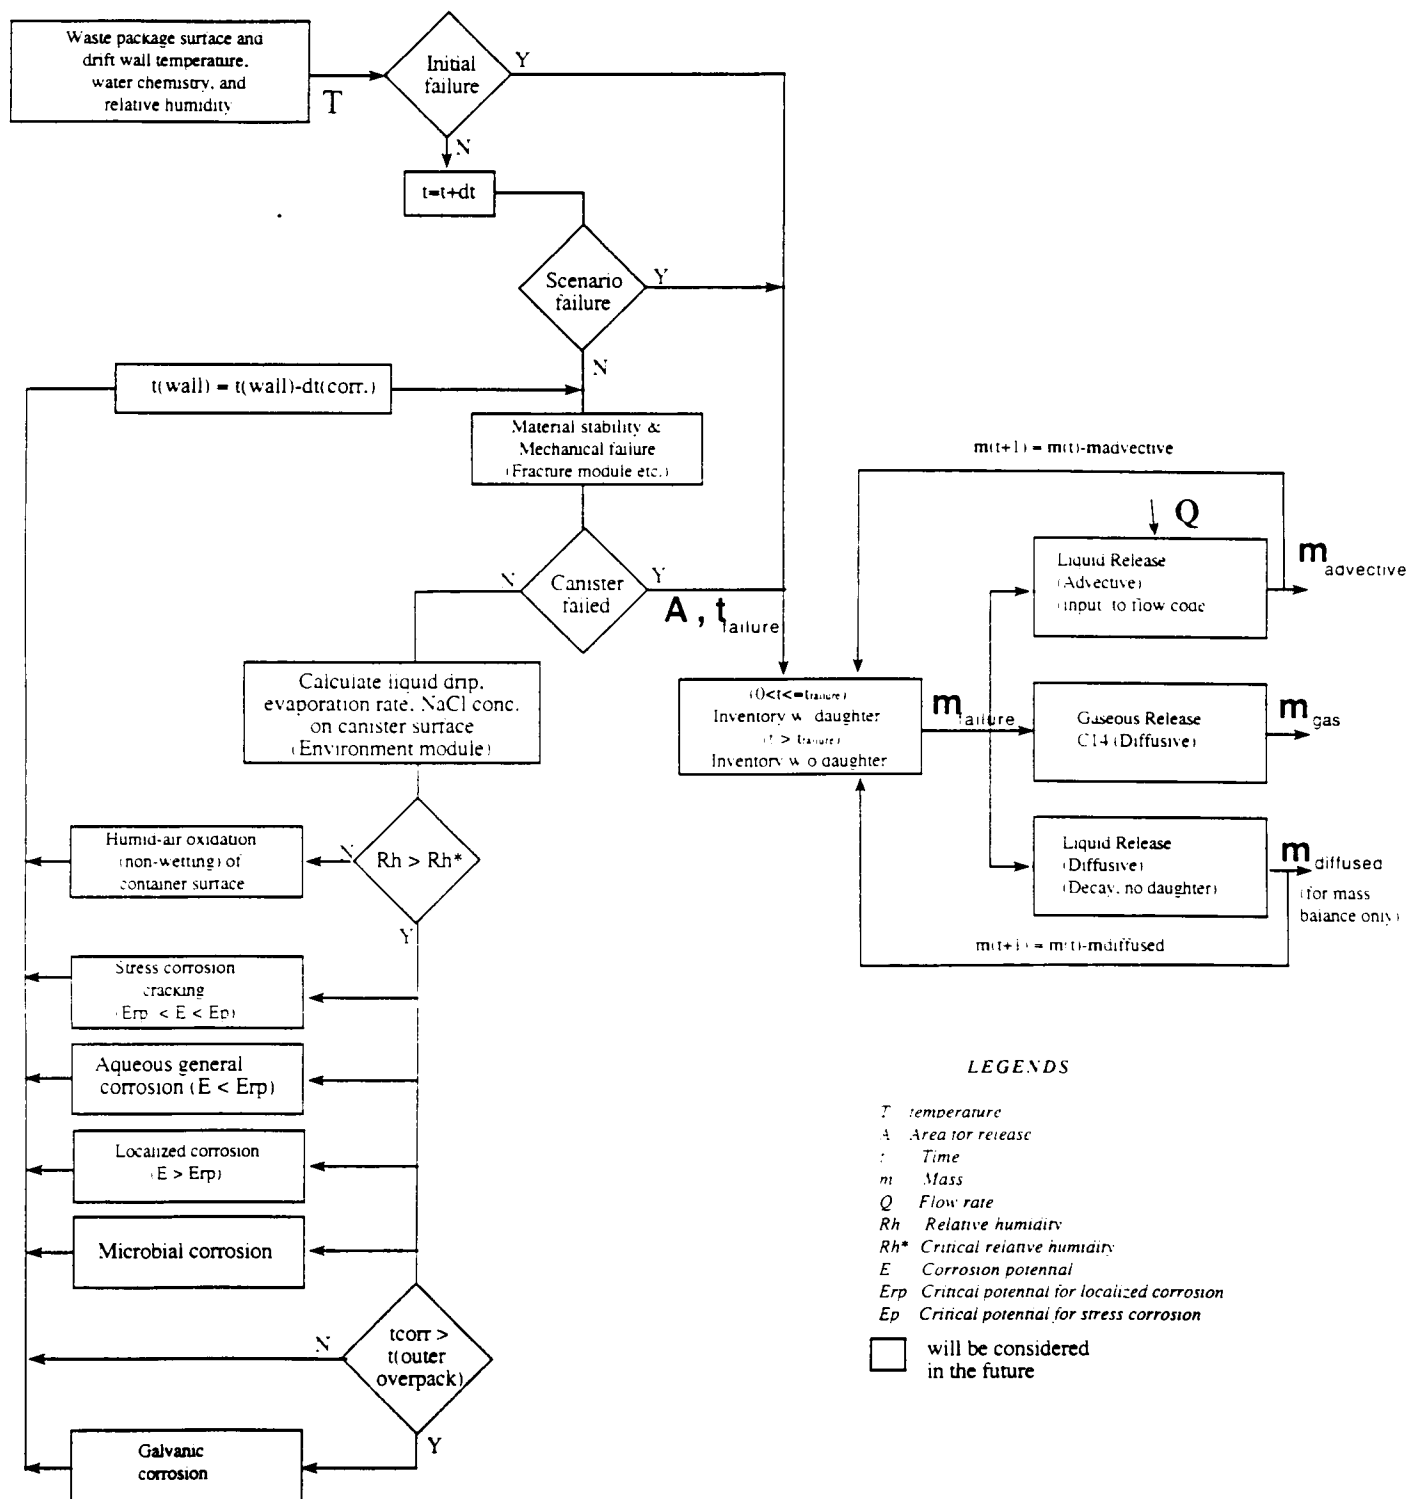 Waste package surface and
drift wall temperature,
water chemistry, and
relative humidity
T
Initial
failure
Y
N
t=t+dt
Scenario
failure
Y
N
t(wall) = t(wall)-dt(corr.)
Material stability &
Mechanical failure
(Fracture module etc.)
Canister
failed
N
Y
A , t failure
Calculate liquid drip,
evaporation rate, NaCl conc.
on canister surface
(Environment module)
Rh > Rh*
N
Y
Humid-air oxidation
(non-wetting) of
container surface
Stress corrosion
cracking
(Erp < E < Ep)
Aqueous general
corrosion (E < Erp)
Localized corrosion
(E > Erp)
Microbial corrosion
tcorr >
t(outer
overpack)
N
Y
Galvanic
corrosion
(0<t<=tfailure)
Inventory w daughter
(t > tfailure)
Inventory w o daughter
m failure
m(t+1) = m(t)-madvective
Q
Liquid Release
(Advective)
(input to flow code
m advective
Gaseous Release
C14 (Diffusive)
m gas
Liquid Release
(Diffusive)
(Decay, no daughter)
m diffused
(for mass
balance only)
m(t+1) = m(t)-mdiffused
LEGENDS
T temperature
A Area for release
t Time
m Mass
Q Flow rate
Rh Relative humidity
Rh* Critical relative humidity
E Corrosion potential
Erp Critical potential for localized corrosion
Ep Critical potential for stress corrosion
will be considered
in the future